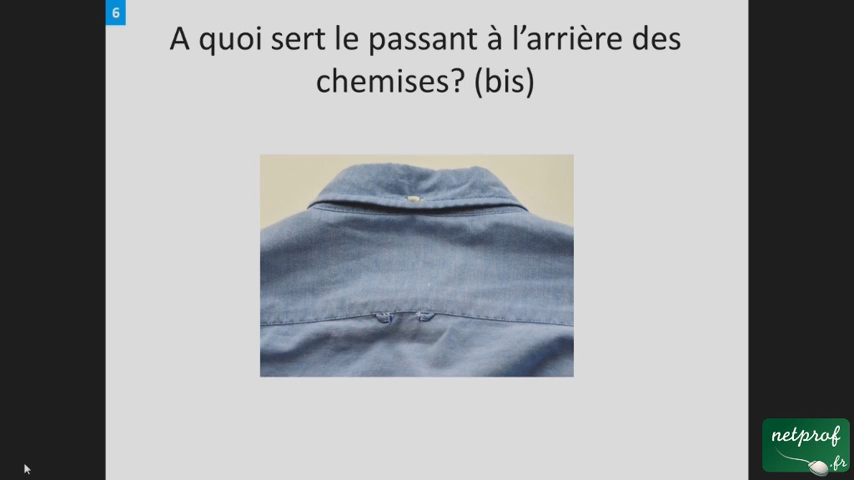 6
A quoi sert le passant à l’arrière des
chemises? (bis)
netprof
.fr